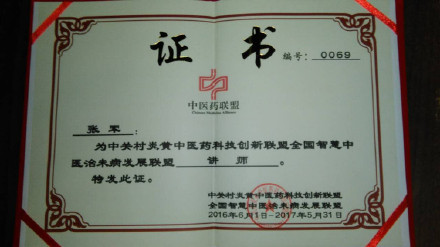 证 书
编号：0069
中医药联盟
Chinese Medicine Alliance
张军：
为中关村炎黄中医药科技创新联盟全国智慧中
医治未病发展联盟 讲师 。
特发此证。
中关村炎黄中医药科技创新联盟
全国智慧中医治未病发展联盟
2016年6月1日-2017年5月31日